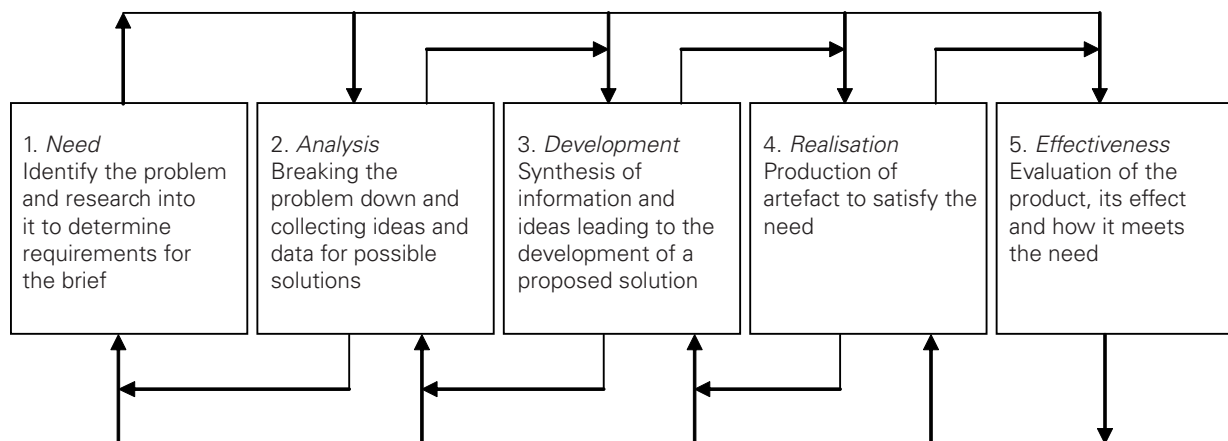 1. Need
Identify the problem
and research into
it to determine
requirements for
the brief
2. Analysis
Breaking the
problem down and
collecting ideas and
data for possible
solutions
3. Development
Synthesis of
information and
ideas leading to the
development of a
proposed solution
4. Realisation
Production of
artefact to satisfy the
need
5. Effectiveness
Evaluation of the
product, its effect
and how it meets
the need